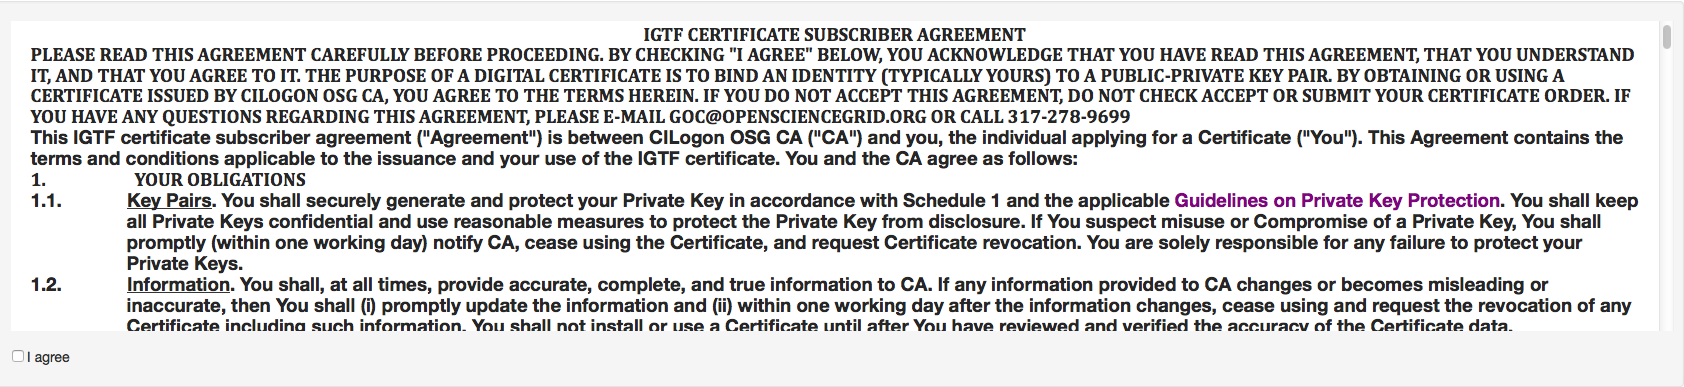 IGTF CERTIFICATE SUBSCRIBER AGREEMENT
PLEASE READ THIS AGREEMENT CAREFULLY BEFORE PROCEEDING. BY CHECKING "I AGREE" BELOW, YOU ACKNOWLEDGE THAT YOU HAVE READ THIS AGREEMENT, THAT YOU UNDERSTAND
IT, AND THAT YOU AGREE TO IT. THE PURPOSE OF A DIGITAL CERTIFICATE IS TO BIND AN IDENTITY (TYPICALLY YOURS) TO A PUBLIC-PRIVATE KEY PAIR. BY OBTAINING OR USING A
CERTIFICATE ISSUED BY CILOGON OSG CA, YOU AGREE TO THE TERMS HEREIN. IF YOU DO NOT ACCEPT THIS AGREEMENT, DO NOT CHECK ACCEPT OR SUBMIT YOUR CERTIFICATE ORDER. IF
YOU HAVE ANY QUESTIONS REGARDING THIS AGREEMENT, PLEASE E-MAIL GOC@OPENSCIENCEGRID.ORG OR CALL 317-278-9699
This IGTF certificate subscriber agreement ("Agreement") is between CILogon OSG CA ("CA") and you, the individual applying for a Certificate ("You"). This Agreement contains the
terms and conditions applicable to the issuance and your use of the IGTF certificate. You and the CA agree as follows:
1. YOUR OBLIGATIONS
1.1. Key Pairs. You shall securely generate and protect your Private Key in accordance with Schedule 1 and the applicable Guidelines on Private Key Protection. You shall keep
all Private Keys confidential and use reasonable measures to protect the Private Key from disclosure. If You suspect misuse or Compromise of a Private Key, You shall
promptly (within one working day) notify CA, cease using the Certificate, and request Certificate revocation. You are solely responsible for any failure to protect your
Private Keys.
1.2. Information. You shall, at all times, provide accurate, complete, and true information to CA. If any information provided to CA changes or becomes misleading or
inaccurate, then You shall (i) promptly update the information and (ii) within one working day after the information changes, cease using and request the revocation of any
Certificate including such information. You shall not install or use a Certificate until after You have reviewed and verified the accuracy of the Certificate data.
I agree